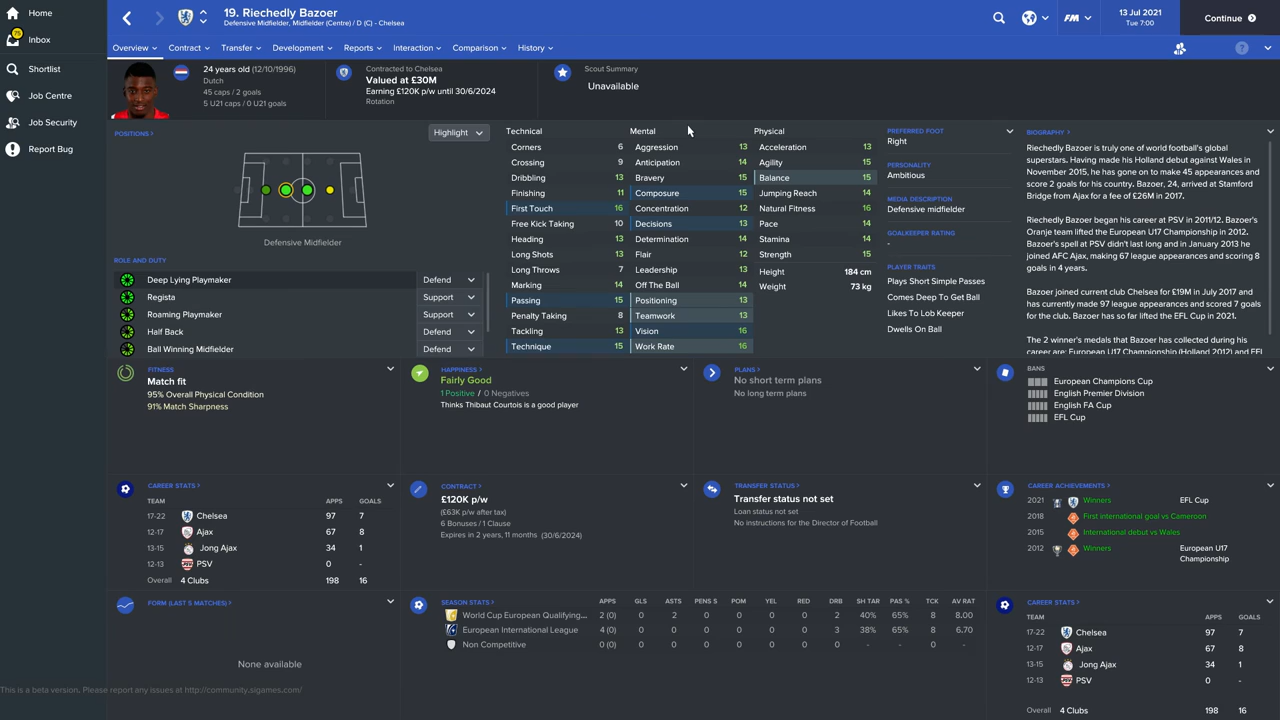 Home
75
Inbox
Shortlist
Job Centre
Job Security
Report Bug
19. Riechedly Bazoer
Defensive Midfielder, Midfielder (Centre) / D (C) - Chelsea
FM
13 Jul 2021
Tue 7:00
Continue
Overview
Contract
Transfer
Development
Reports
Interaction
Comparison
History
?
24 years old (12/10/1996)
Dutch
45 caps / 2 goals
5 U21 caps / 0 U21 goals
Contracted to Chelsea
Valued at £30M
Earning £120K p/w until 30/6/2024
Rotation
Scout Summary
Unavailable
POSITIONS >
Highlight
Defensive Midfielder
ROLE AND DUTY
Deep Lying Playmaker Defend
Regista Support
Roaming Playmaker Support
Half Back Defend
Ball Winning Midfielder Defend
Technical
Corners 6
Crossing 9
Dribbling 13
Finishing 11
First Touch 16
Free Kick Taking 10
Heading 13
Long Shots 13
Long Throws 7
Marking 14
Passing 15
Penalty Taking 8
Tackling 13
Technique 15
Mental
Aggression 13
Anticipation 14
Bravery 15
Composure 15
Concentration 12
Decisions 13
Determination 14
Flair 12
Leadership 13
Off The Ball 14
Positioning 13
Teamwork 13
Vision 16
Work Rate 16
Physical
Acceleration 13
Agility 15
Balance 15
Jumping Reach 14
Natural Fitness 16
Pace 14
Stamina 14
Strength 15
Height 184 cm
Weight 73 kg
PREFERRED FOOT
Right
PERSONALITY
Ambitious
MEDIA DESCRIPTION
Defensive midfielder
GOALKEEPER RATING
-
PLAYER TRAITS
Plays Short Simple Passes
Comes Deep To Get Ball
Likes To Lob Keeper
Dwells On Ball
BIOGRAPHY >
Riechedly Bazoer is truly one of world football's global
superstars. Having made his Holland debut against Wales in
November 2015, he has gone on to make 45 appearances and
score 2 goals for his country. Bazoer, 24, arrived at Stamford
Bridge from Ajax for a fee of £26M in 2017.
Riechedly Bazoer began his career at PSV in 2011/12. Bazoer's
Oranje team lifted the European U17 Championship in 2012.
Bazoer's spell at PSV didn't last long and in January 2013 he
joined AFC Ajax, making 67 league appearances and scoring 8
goals in 4 years.
Bazoer joined current club Chelsea for £19M in July 2017 and
has currently made 97 league appearances and scored 7 goals
for the club. Bazoer has so far lifted the EFL Cup in 2021.
The 2 winner's medals that Bazoer has collected during his
career are: European U17 Championship (Holland 2012) and EFL
FITNESS
Match fit
95% Overall Physical Condition
91% Match Sharpness
HAPPINESS >
Fairly Good
1 Positive / 0 Negatives
Thinks Thibaut Courtois is a good player
PLANS >
No short term plans
No long term plans
BANS
European Champions Cup
English Premier Division
English FA Cup
EFL Cup
CAREER STATS >
TEAM APPS GOALS
17-22 Chelsea 97 7
12-17 Ajax 67 8
13-15 Jong Ajax 34 1
12-13 PSV 0 -
Overall 4 Clubs 198 16
CONTRACT >
£120K p/w
(£63K p/w after tax)
6 Bonuses / 1 Clause
Expires in 2 years, 11 months (30/6/2024)
TRANSFER STATUS >
Transfer status not set
Loan status not set
No instructions for the Director of Football
CAREER ACHIEVEMENTS >
2021 Winners EFL Cup
2018 First international goal vs Cameroon
2015 International debut vs Wales
2012 Winners European U17 Championship
FORM (LAST 5 MATCHES) >
None available
SEASON STATS > APPS GLS ASTS PENS S POM YEL RED DRB SH TAR PAS % TCK AV RAT
World Cup European Qualifying... 2 (0) 0 2 0 0 0 0 2 40% 65% 8 8.00
European International League 4 (0) 0 0 0 0 0 0 3 38% 65% 8 6.70
Non Competitive 0 (0) 0 0 0 0 0 0 - - - 0 -
CAREER STATS >
TEAM APPS GOALS
17-22 Chelsea 97 7
12-17 Ajax 67 8
13-15 Jong Ajax 34 1
12-13 PSV 0 -
Overall 4 Clubs 198 16
This is a beta version. Please report any issues at http://community.sigames.com/